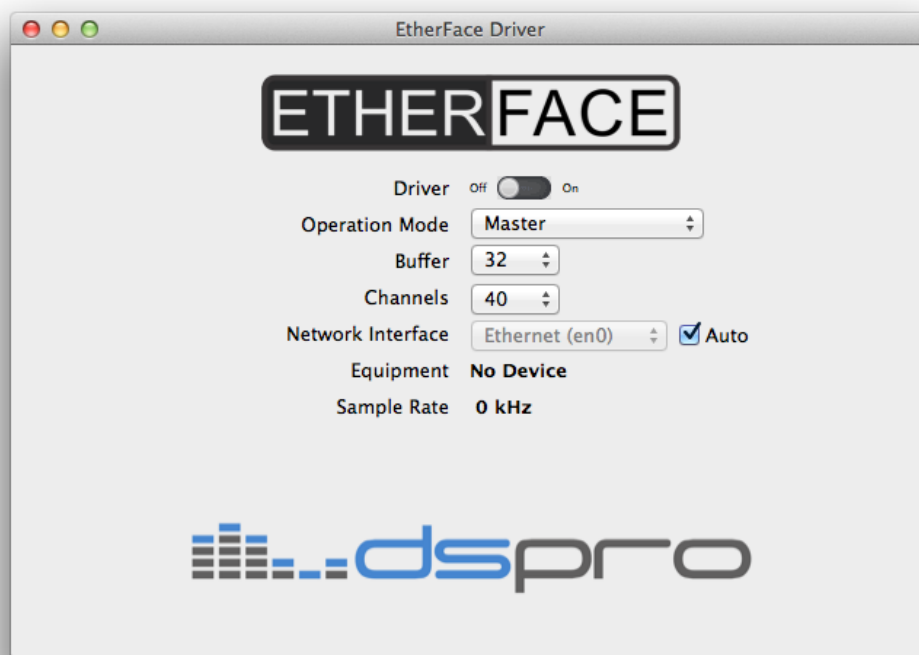 EtherFace Driver
ETHERFACE
Driver Off On
Operation Mode Master
Buffer 32
Channels 40
Network Interface Ethernet (en0) Auto
Equipment No Device
Sample Rate 0 kHz
dspro